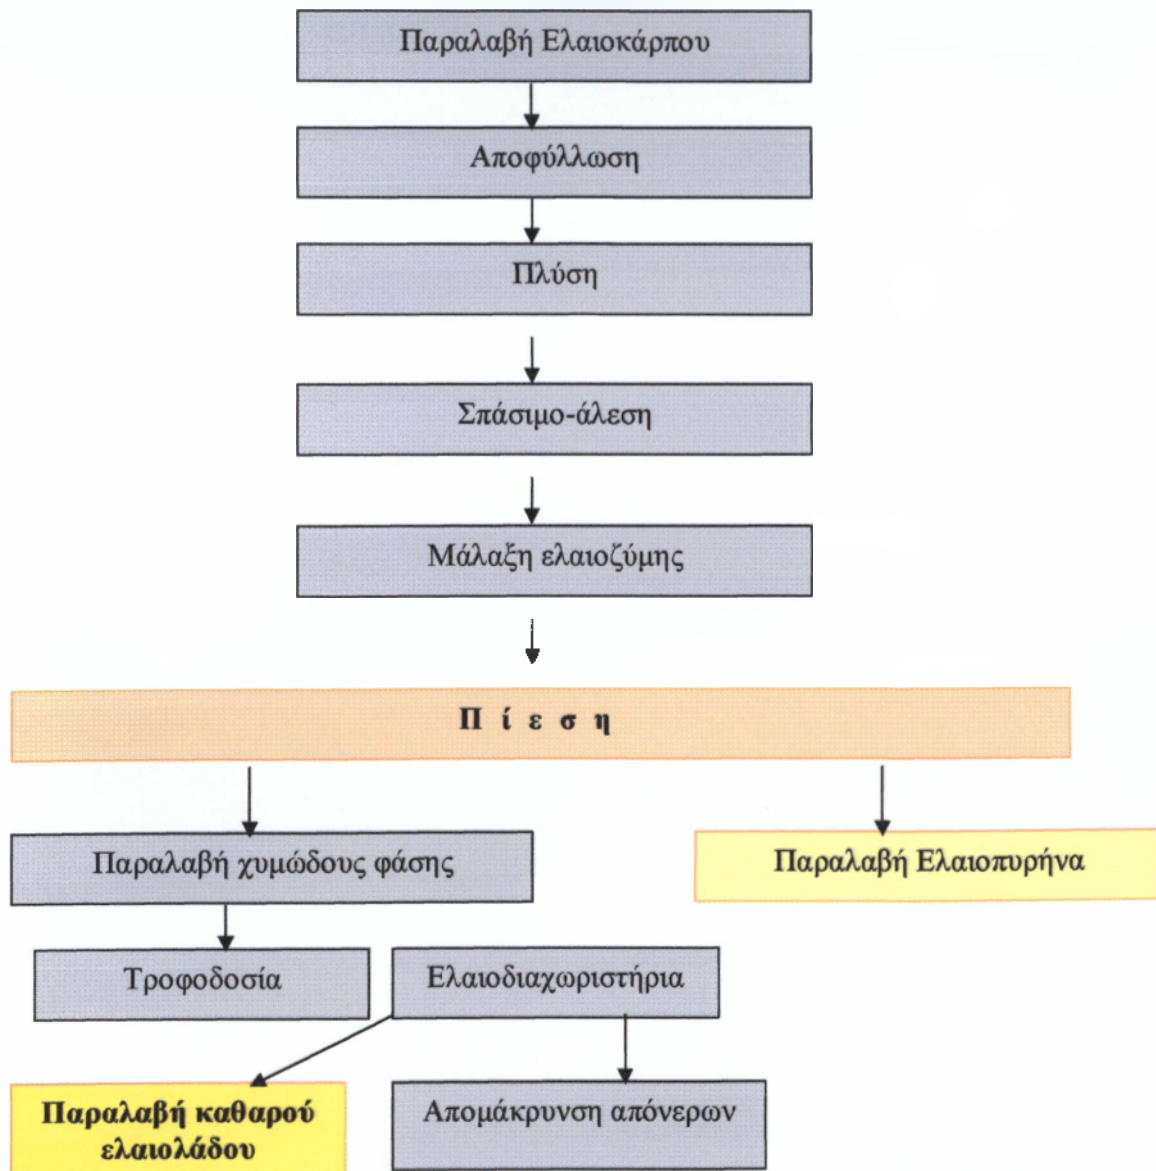 Παραλαβή Ελαιοκάρπου
Αποφύλλωση
Πλύση
Σπάσιμο-άλεση
Μάλαξη ελαιοζύμης
Π ί ε σ η
Παραλαβή χυμώδους φάσης
Παραλαβή Ελαιοπυρήνα
Τροφοδοσία
Ελαιοδιαχωριστήρια
Παραλαβή καθαρού
ελαιολάδου
Απομάκρυνση απόνερων